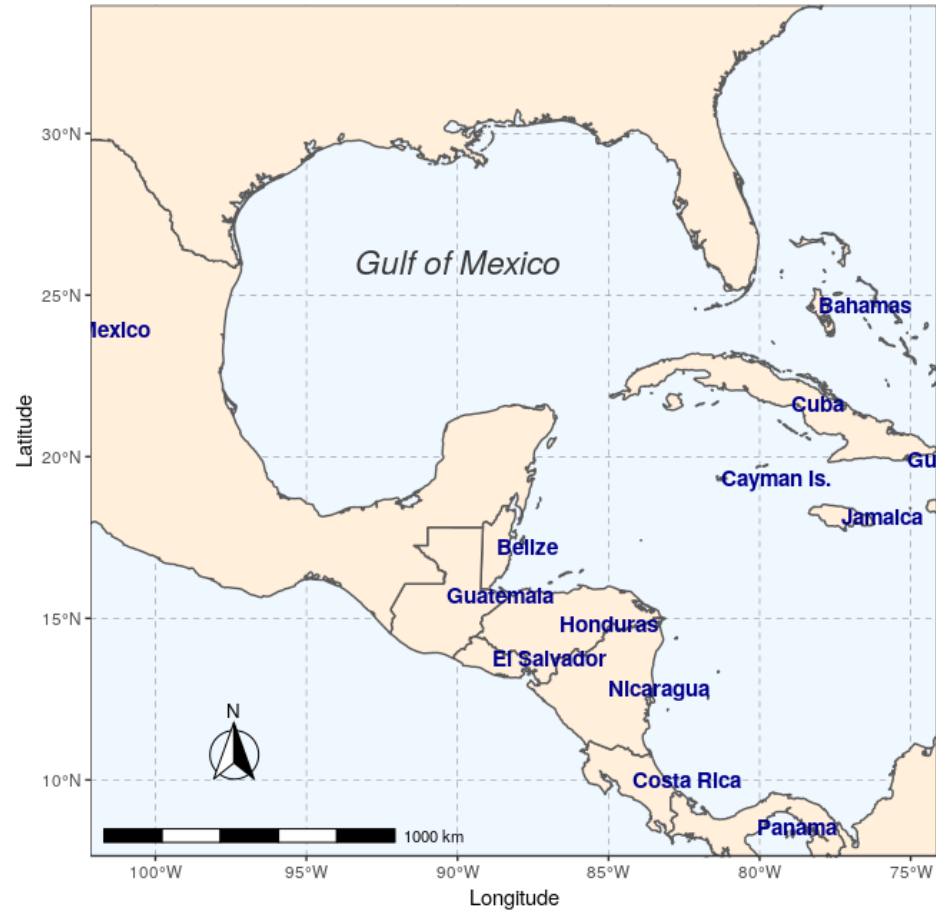 30°N
Gulf of Mexico
25°N
Bahamas
Mexico
Cuba
Latitude
20°N
Gu
Cayman Is.
Jamaica
Belize
Guatemala
15°N
Honduras
El Salvador
Nicaragua
N
10°N
Costa Rica
Panama
1000 km
100°W 95°W 90°W 85°W 80°W 75°W
Longitude